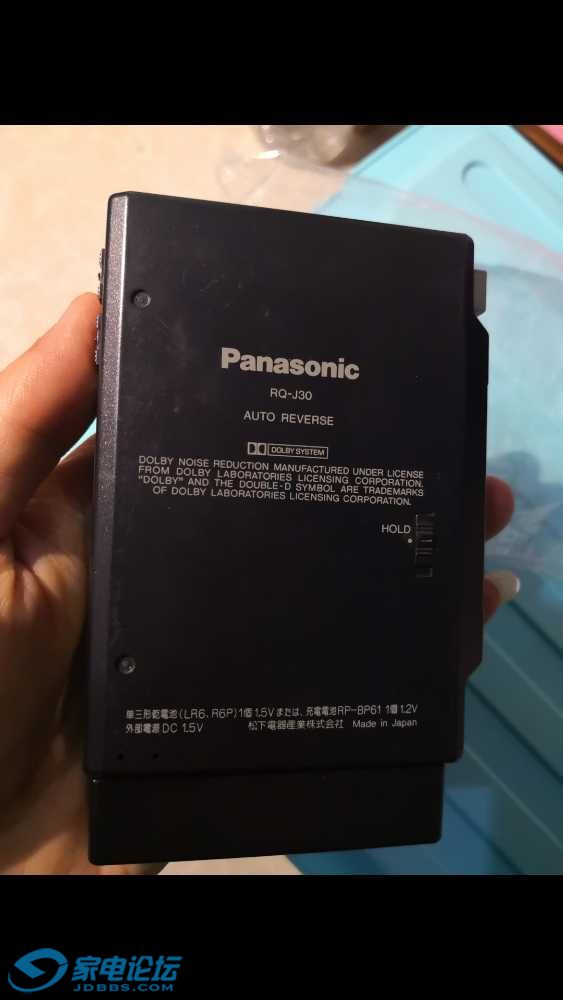 Panasonic
RQ-J30
AUTO REVERSE
DOLBY SYSTEM
DOLBY NOISE REDUCTION MANUFACTURED UNDER LICENSE
FROM DOLBY LABORATORIES LICENSING CORPORATION.
"DOLBY" AND THE DOUBLE-D SYMBOL ARE TRADEMARKS
OF DOLBY LABORATORIES LICENSING CORPORATION.
HOLD
単三形乾電池(LR6、R6P)1個1.5Vまたは、充電電池RP-BP61 1個1.2V
外部電源DC 1.5V 松下電器産業株式会社 Made in Japan
家电论坛
JDBBS.COM